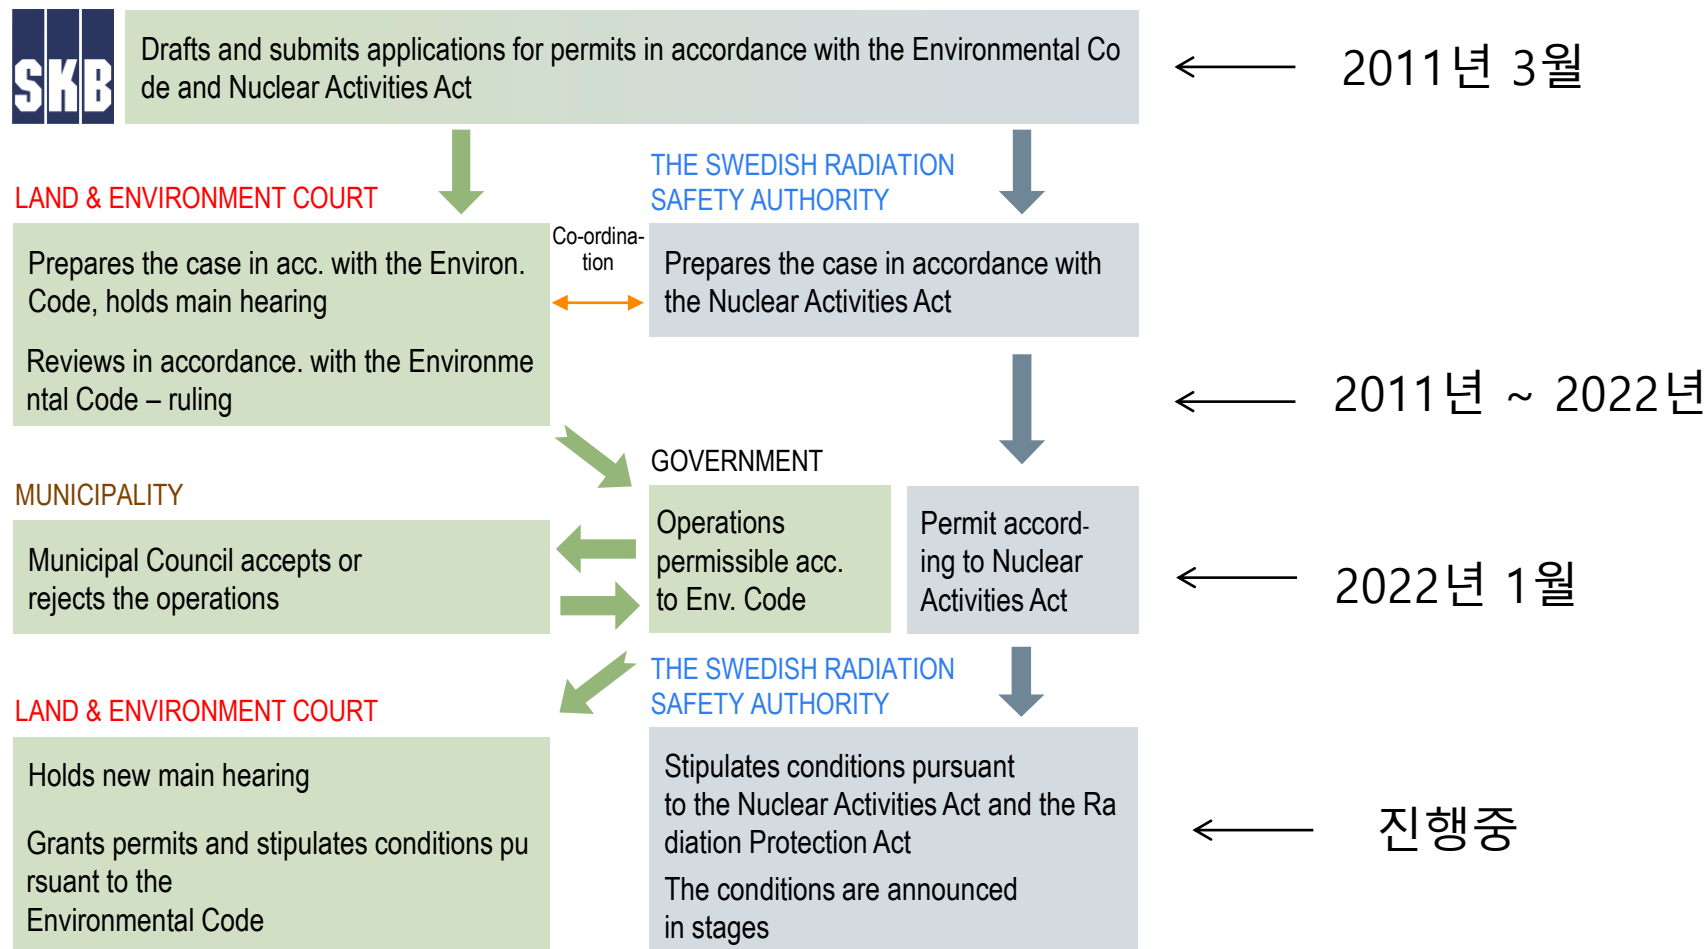 SKB
Drafts and submits applications for permits in accordance with the Environmental Co
de and Nuclear Activities Act
2011년 3월
LAND & ENVIRONMENT COURT
Prepares the case in acc. with the Environ.
Code, holds main hearing
Reviews in accordance. with the Environme
ntal Code – ruling
Co-ordina-
tion
THE SWEDISH RADIATION
SAFETY AUTHORITY
Prepares the case in accordance with
the Nuclear Activities Act
2011년 ~ 2022년
MUNICIPALITY
Municipal Council accepts or
rejects the operations
GOVERNMENT
Operations
permissible acc.
to Env. Code
Permit accord-
ing to Nuclear
Activities Act
2022년 1월
LAND & ENVIRONMENT COURT
Holds new main hearing
Grants permits and stipulates conditions pu
rsuant to the
Environmental Code
THE SWEDISH RADIATION
SAFETY AUTHORITY
Stipulates conditions pursuant
to the Nuclear Activities Act and the Ra
diation Protection Act
The conditions are announced
in stages
진행중